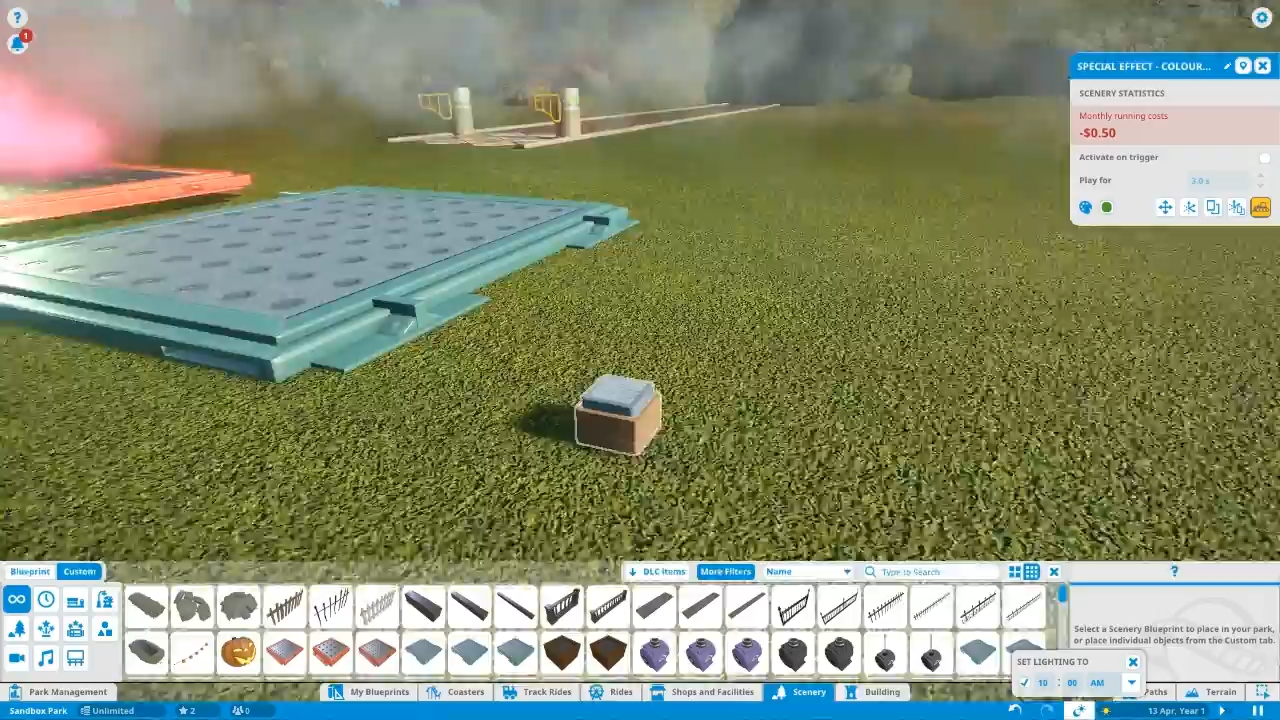 ?
1
SPECIAL EFFECT - COLOUR...
SCENERY STATISTICS
Monthly running costs
-$0.50
Activate on trigger
Play for
3.0 s
Blueprint
Custom
DLC Items
More Filters
Name
Type to Search
?
Select a Scenery Blueprint to place in your park,
or place individual objects from the Custom tab.
SET LIGHTING TO
10 : 00 AM
Park Management
My Blueprints
Coasters
Track Rides
Rides
Shops and Facilities
Scenery
Building
Paths
Terrain
Sandbox Park
Unlimited
2
0
13 Apr, Year 1